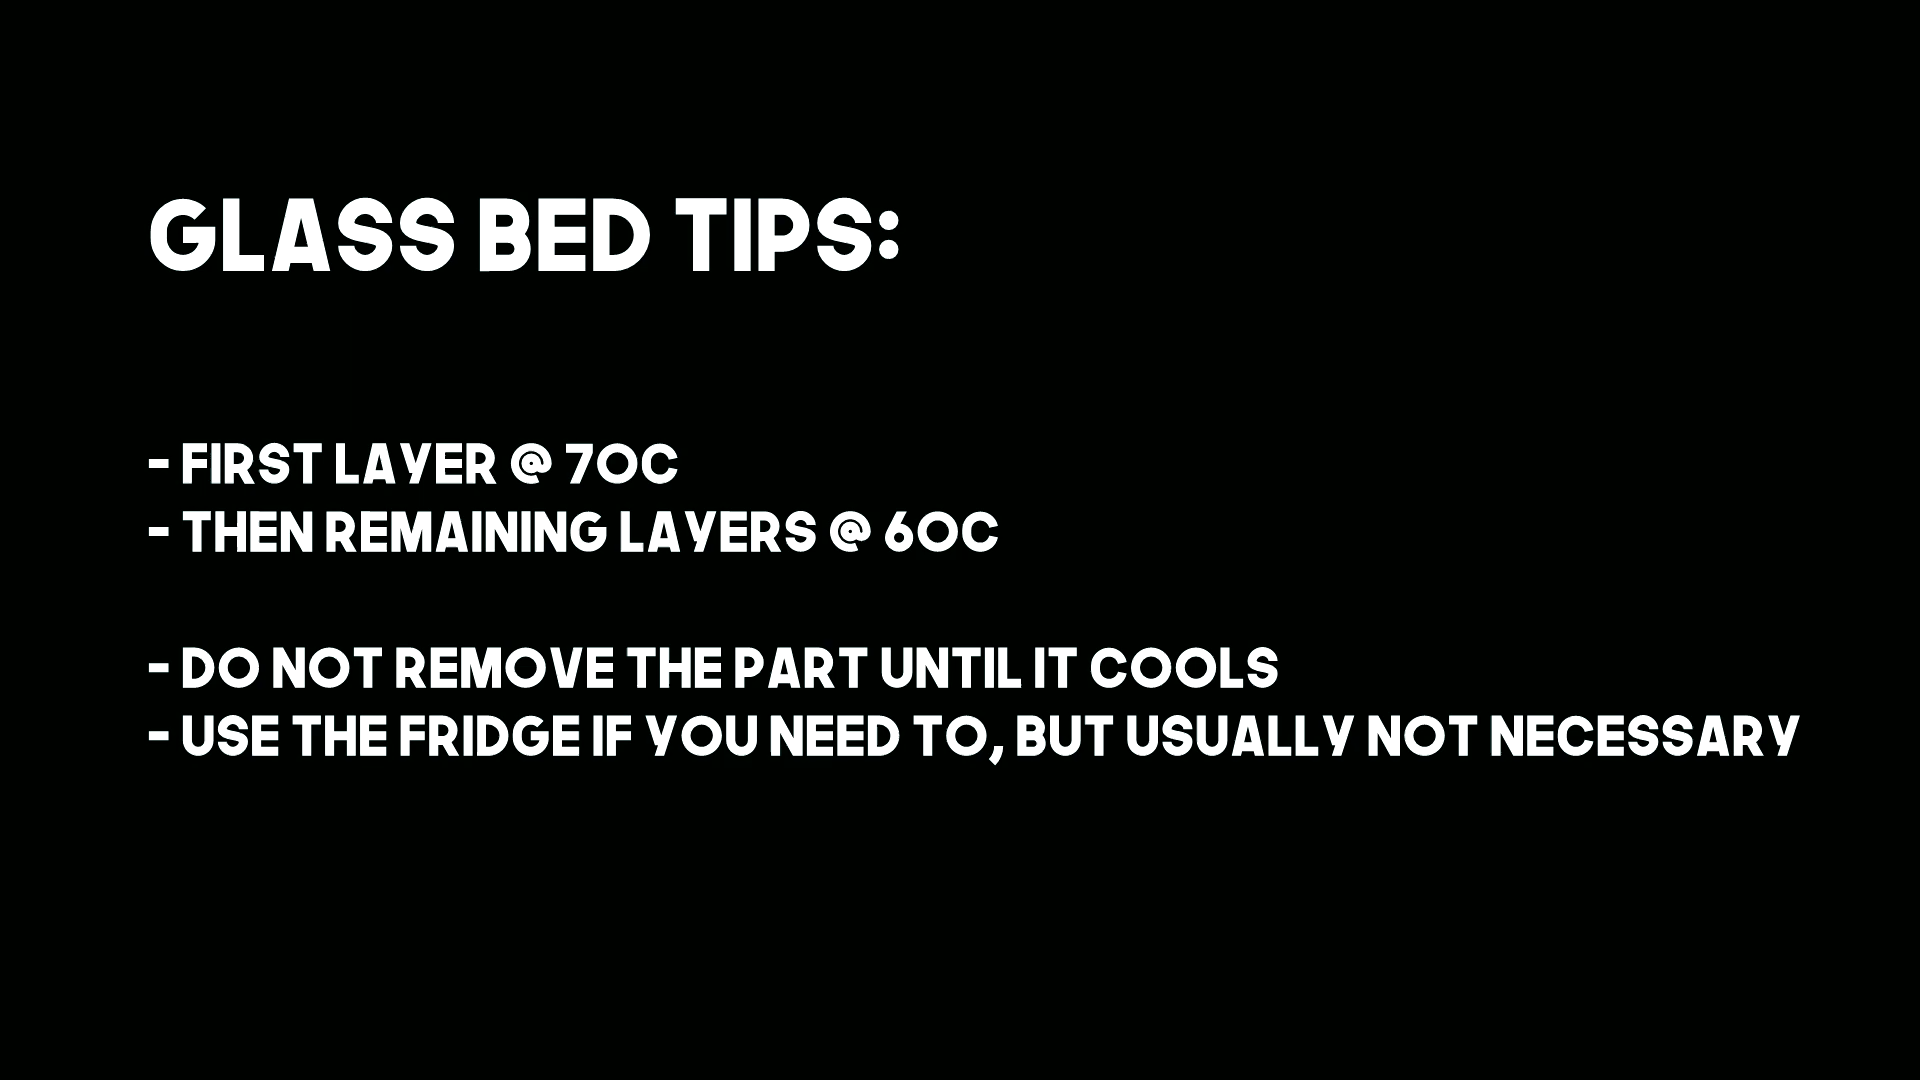 GLASS BED TIPS:
- FIRST LAYER @ 70C
- THEN REMAINING LAYERS @ 60C
- DO NOT REMOVE THE PART UNTIL IT COOLS
- USE THE FRIDGE IF YOU NEED TO, BUT USUALLY NOT NECESSARY